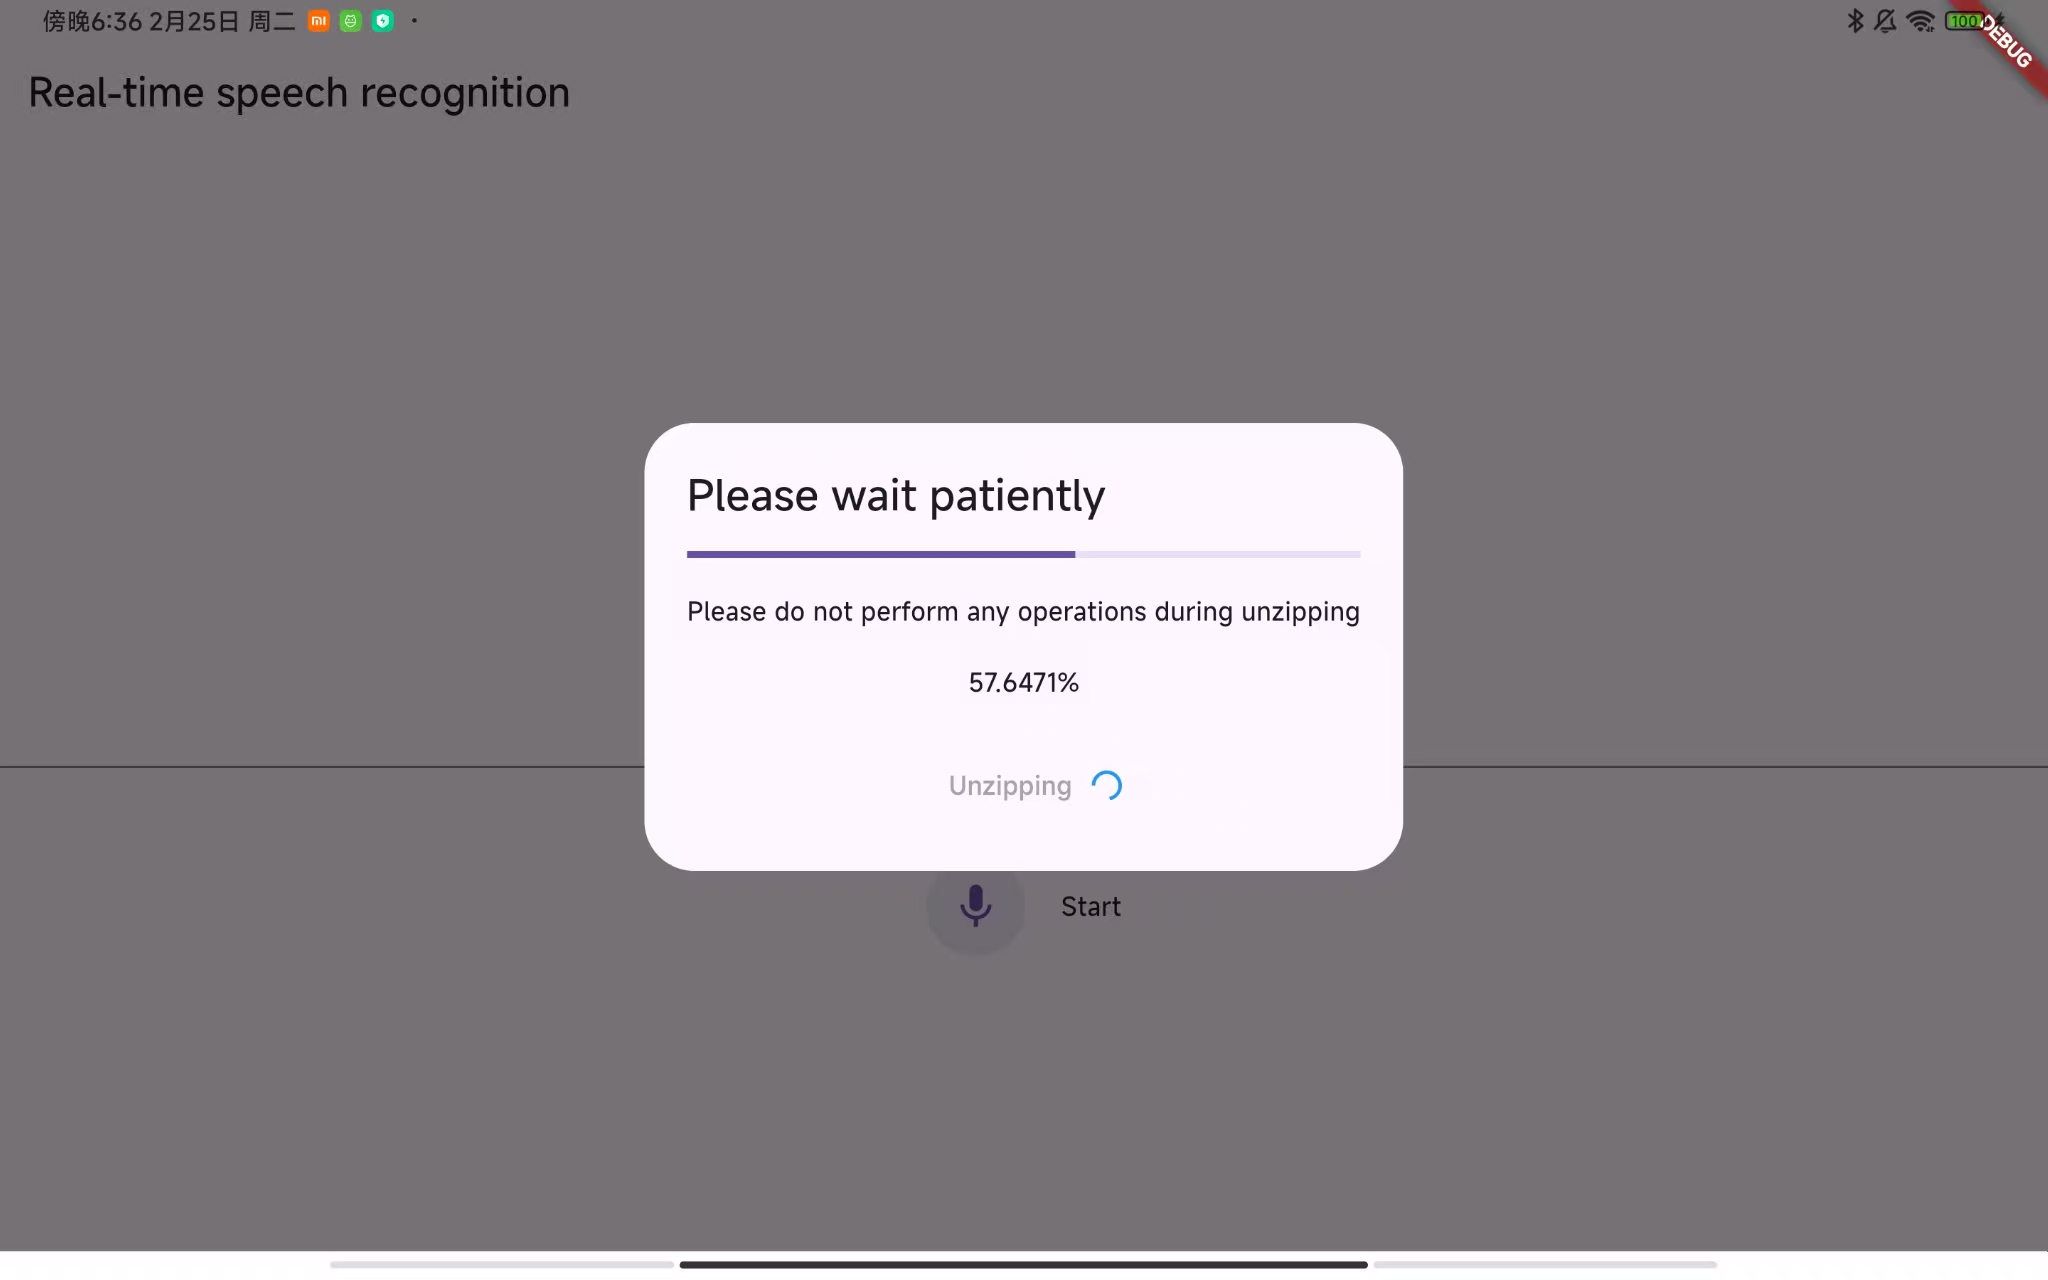 傍晚6:36 2月25日 周二
100
DEBUG
Real-time speech recognition
Please wait patiently
Please do not perform any operations during unzipping
57.6471%
Unzipping
Start